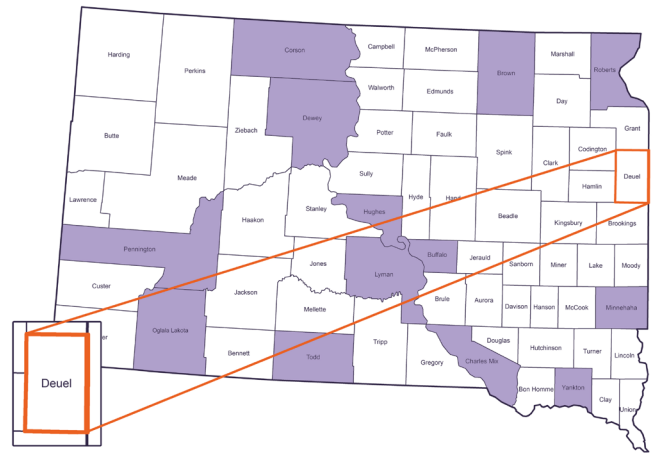 Campbell
McPherson
Marshall
Harding
Corson
Perkins
Brown
Roberts
Walworth
Edmunds
Day
Dewey
Grant
Butte
Ziebach
Potter
Faulk
Codington
Spink
Clark
Meade
Sully
Deuel
Hamlin
Lawrence
Hyde
Hand
Stanley
Hughes
Haakon
Beadle
Kingsbury
Brookings
Pennington
Buffalo
Jerauld
Sanborn
Miner
Lake
Moody
Jones
Lyman
Custer
Jackson
Brule
Aurora
Davison
Hanson
McCook
Minnehaha
Mellette
Oglala Lakota
er
Tripp
Douglas
Hutchinson
Turner
Lincoln
Bennett
Todd
Gregory
Charles Mix
Deuel
Bon Homme
Yankton
Clay
Union